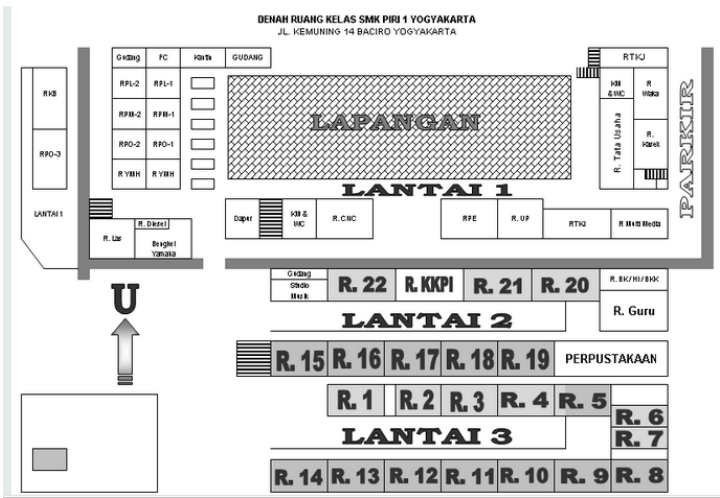 DENAH RUANG KELAS SMK PIRI 1 YOGYAKARTA
JL. KEMUNING 14 BACIRO YOGYAKARTA
Gudang FC Kantin GUDANG
RTKJ
RKB
RPL-2 RPL-1
KM & WC
R. Waka
RPM-2 RPM-1
LAPANGAN
R. Tata Usaha
PARKIR
RPO-3
RPO-2 RPO-1
R. Kasek
R YMH R YMH
LANTAI 1
LANTAI 1
Dapur
KM & WC
R. CNC
RPE
R. UP
RTKJ
R Multi Media
R. Las
R. Diesel
Bengkel Yamaha
U
Gudang
Studio Musik
R. 22
R. KKPI
R. 21
R. 20
R. BK/HI/BKK
R. Guru
LANTAI 2
R. 15
R. 16
R. 17
R. 18
R. 19
PERPUSTAKAAN
R. 1
R. 2
R. 3
R. 4
R. 5
R. 6
R. 7
LANTAI 3
R. 14
R. 13
R. 12
R. 11
R. 10
R. 9
R. 8